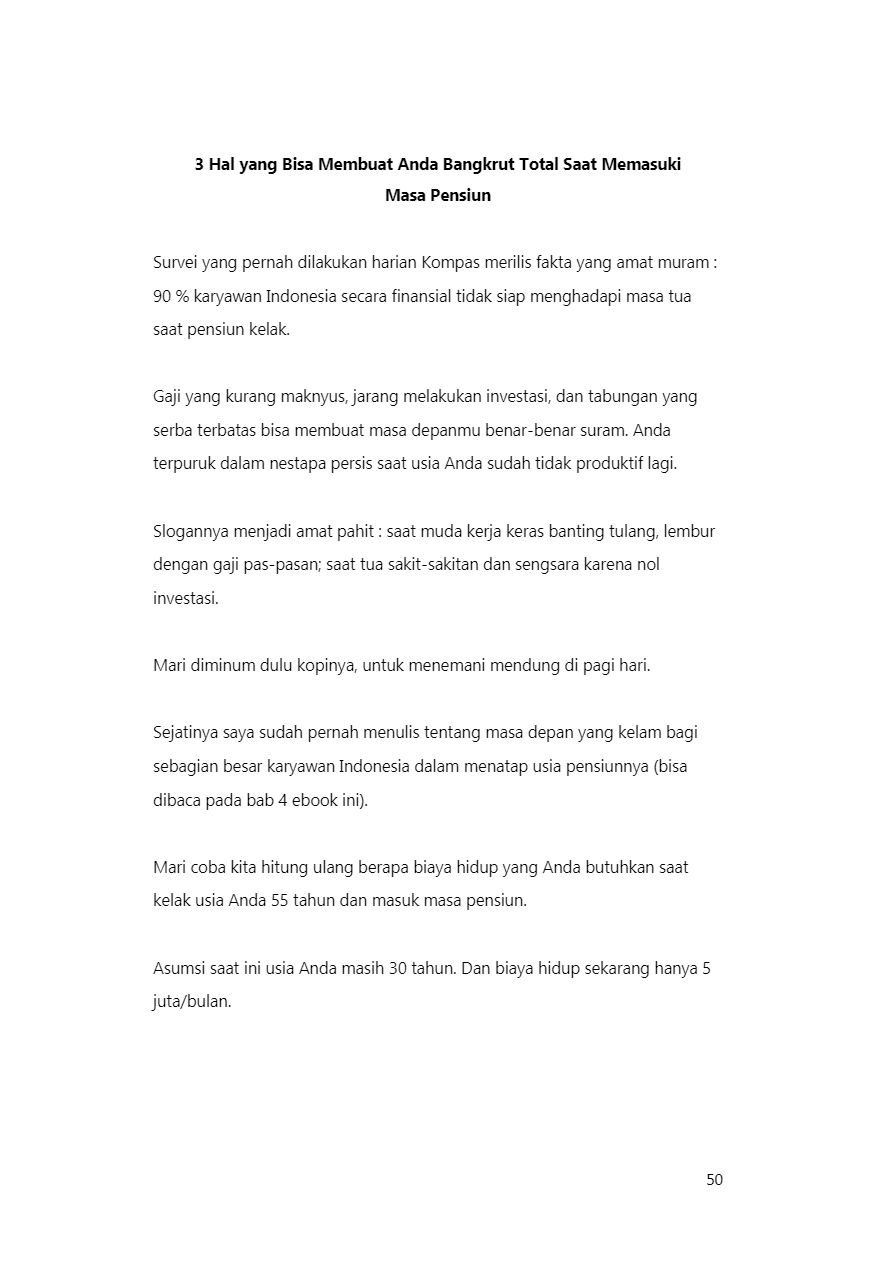 3 Hal yang Bisa Membuat Anda Bangkrut Total Saat Memasuki
Masa Pensiun
Survei yang pernah dilakukan harian Kompas merilis fakta yang amat muram :
90 % karyawan Indonesia secara finansial tidak siap menghadapi masa tua
saat pensiun kelak.
Gaji yang kurang maknyus, jarang melakukan investasi, dan tabungan yang
serba terbatas bisa membuat masa depanmu benar-benar suram. Anda
terpuruk dalam nestapa persis saat usia Anda sudah tidak produktif lagi.
Slogannya menjadi amat pahit : saat muda kerja keras banting tulang, lembur
dengan gaji pas-pasan; saat tua sakit-sakitan dan sengsara karena nol
investasi.
Mari diminum dulu kopinya, untuk menemani mendung di pagi hari.
Sejatinya saya sudah pernah menulis tentang masa depan yang kelam bagi
sebagian besar karyawan Indonesia dalam menatap usia pensiunnya (bisa
dibaca pada bab 4 ebook ini).
Mari coba kita hitung ulang berapa biaya hidup yang Anda butuhkan saat
kelak usia Anda 55 tahun dan masuk masa pensiun.
Asumsi saat ini usia Anda masih 30 tahun. Dan biaya hidup sekarang hanya 5
juta/bulan.
50